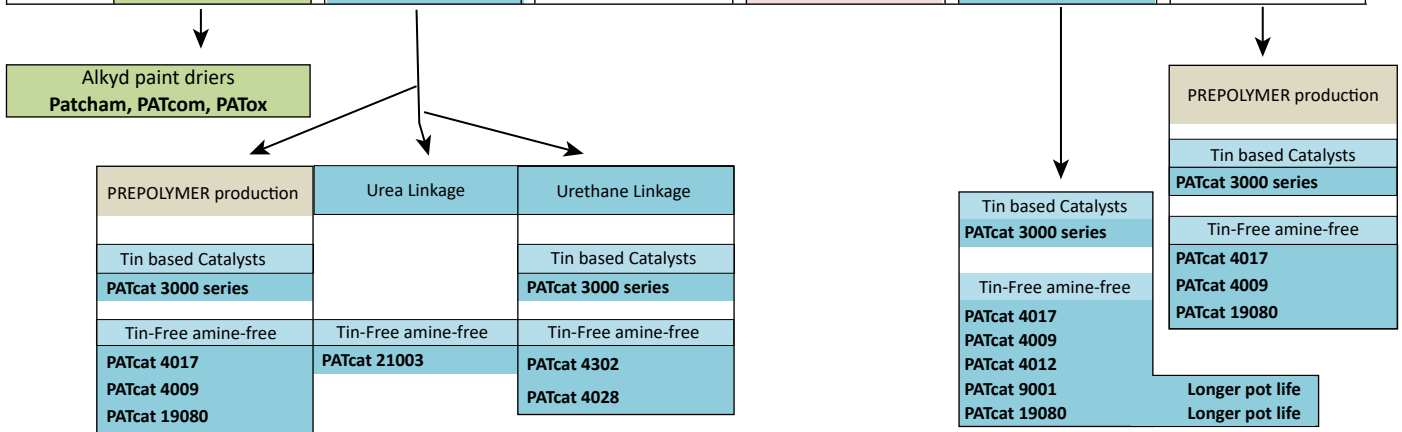 Alkyd paint driers
Patcham, PATcom, PATox
PREPOLYMER production
Tin based Catalysts
PATcat 3000 series
Tin-Free amine-free
PATcat 4017
PATcat 4009
PATcat 19080
Urea Linkage
Tin-Free amine-free
PATcat 21003
Urethane Linkage
Tin based Catalysts
PATcat 3000 series
Tin-Free amine-free
PATcat 4302
PATcat 4028
Tin based Catalysts
PATcat 3000 series
Tin-Free amine-free
PATcat 4017
PATcat 4009
PATcat 4012
PATcat 9001 Longer pot life
PATcat 19080 Longer pot life
PREPOLYMER production
Tin based Catalysts
PATcat 3000 series
Tin-Free amine-free
PATcat 4017
PATcat 4009
PATcat 19080